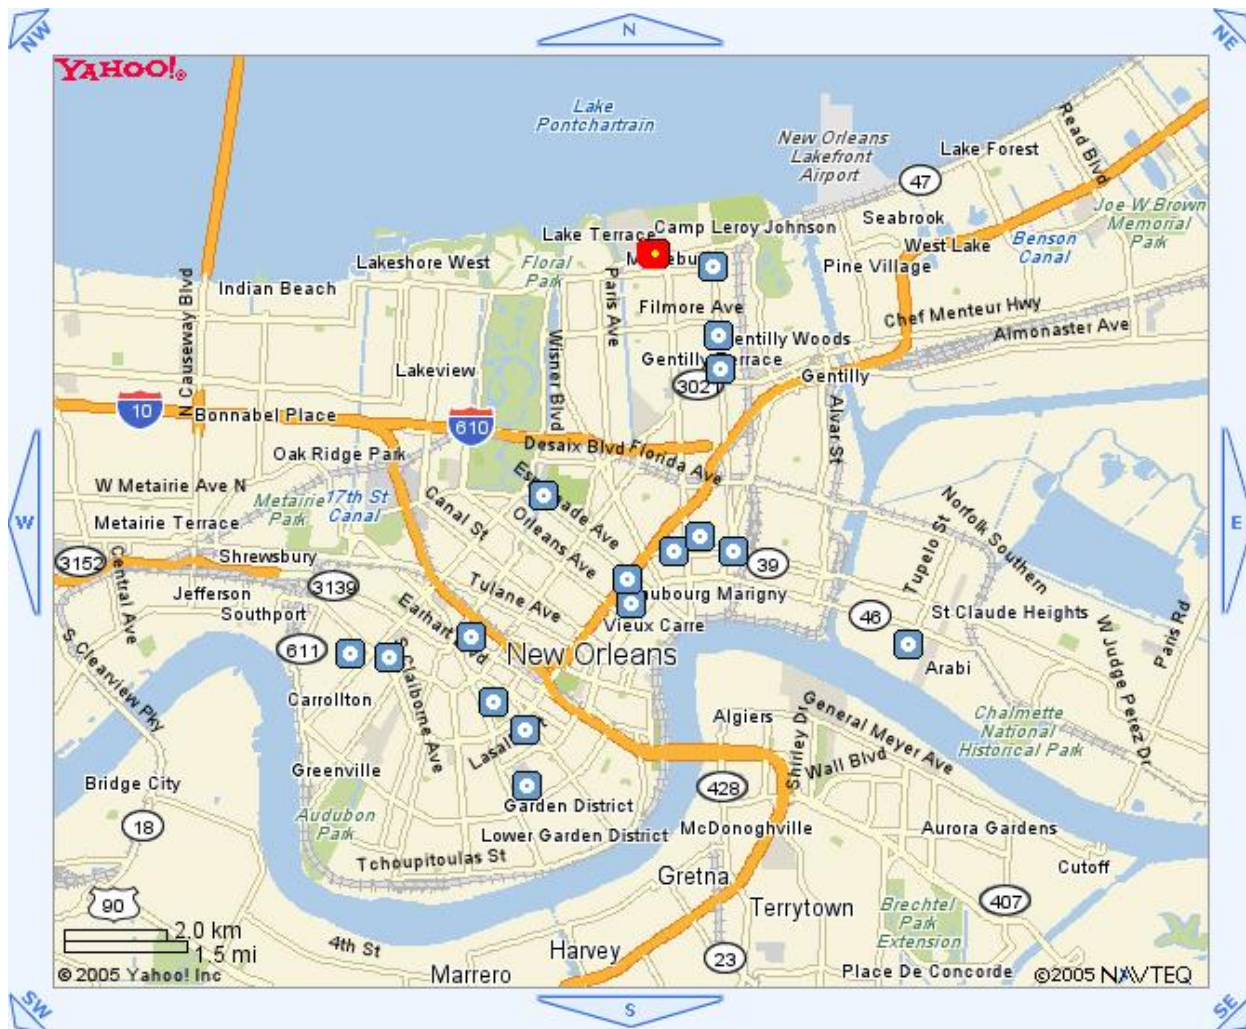 NW
N
NE
YAHOO!®
Lake
Pontchartrain
New Orleans
Lakefront
Airport
Read Blvd
Lake Forest
47
Joe W Brown
Memorial
Park
Seabrook
Camp Leroy Johnson
Lake Terrace
West Lake
Benson
Canal
Lakeshore West
Floral
Park
Pine Village
Indian Beach
N Causeway Blvd
Paris Ave
Filmore Ave
Chef Menteur Hwy
Almonaster Ave
Wisner Blvd
entilly Woods
Gentilly Terrace
Lakeview
3021
Gentilly
10
Bonnabel Place
610
Alvar St
Desaix Blvd
Florida Ave
Oak Ridge Park
W Metairie Ave N
Metairie
Park
17th St
Canal
Canal St
Orleans Ave
Norfolk Southern
W
E
Metairie Terrace
3152
Central Ave
Shrewsbury
3139
39
Tupelo St
Jefferson
Southport
Tulane Ave
ubourg Marigny
Vieux Carre
46
St Claude Heights
W Judge Perez Dr
Paris Rd
611
S Claiborne Ave
New Orleans
Arabi
S Clearview Pky
Carrollton
Algiers
General Meyer Ave
Chalmette
National
Historical Park
Shirley Dr
Wall Blvd
Greenville
Bridge City
428
Garden District
Audubon
Park
18
Lower Garden District
McDonoghville
Aurora Gardens
Tchoupitoulas St
Cutoff
Gretna
90
Terrytown
Brechtel
Park
Extension
407
2.0 km
1.5 mi
4th St
Harvey
23
©2005 Yahoo! Inc
Marrero
Place De Concorde
©2005 NAVTEQ
SW
S
SE